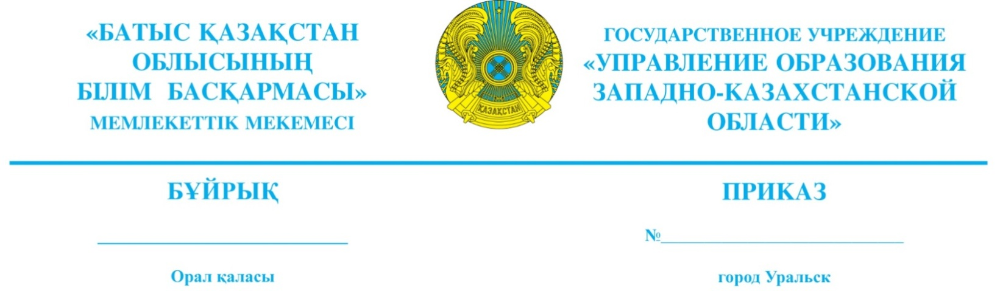 «БАТЫС ҚАЗАҚСТАН
ОБЛЫСЫНЫҢ
БІЛІМ БАСҚАРМАСЫ»
МЕМЛЕКЕТТІК МЕКЕМЕСІ
ҚАЗАҚСТАН
ГОСУДАРСТВЕННОЕ УЧРЕЖДЕНИЕ
«УПРАВЛЕНИЕ ОБРАЗОВАНИЯ
ЗАПАДНО-КАЗАХСТАНСКОЙ
ОБЛАСТИ»
БҰЙРЫҚ
ПРИКАЗ
№
Орал қаласы
город Уральск